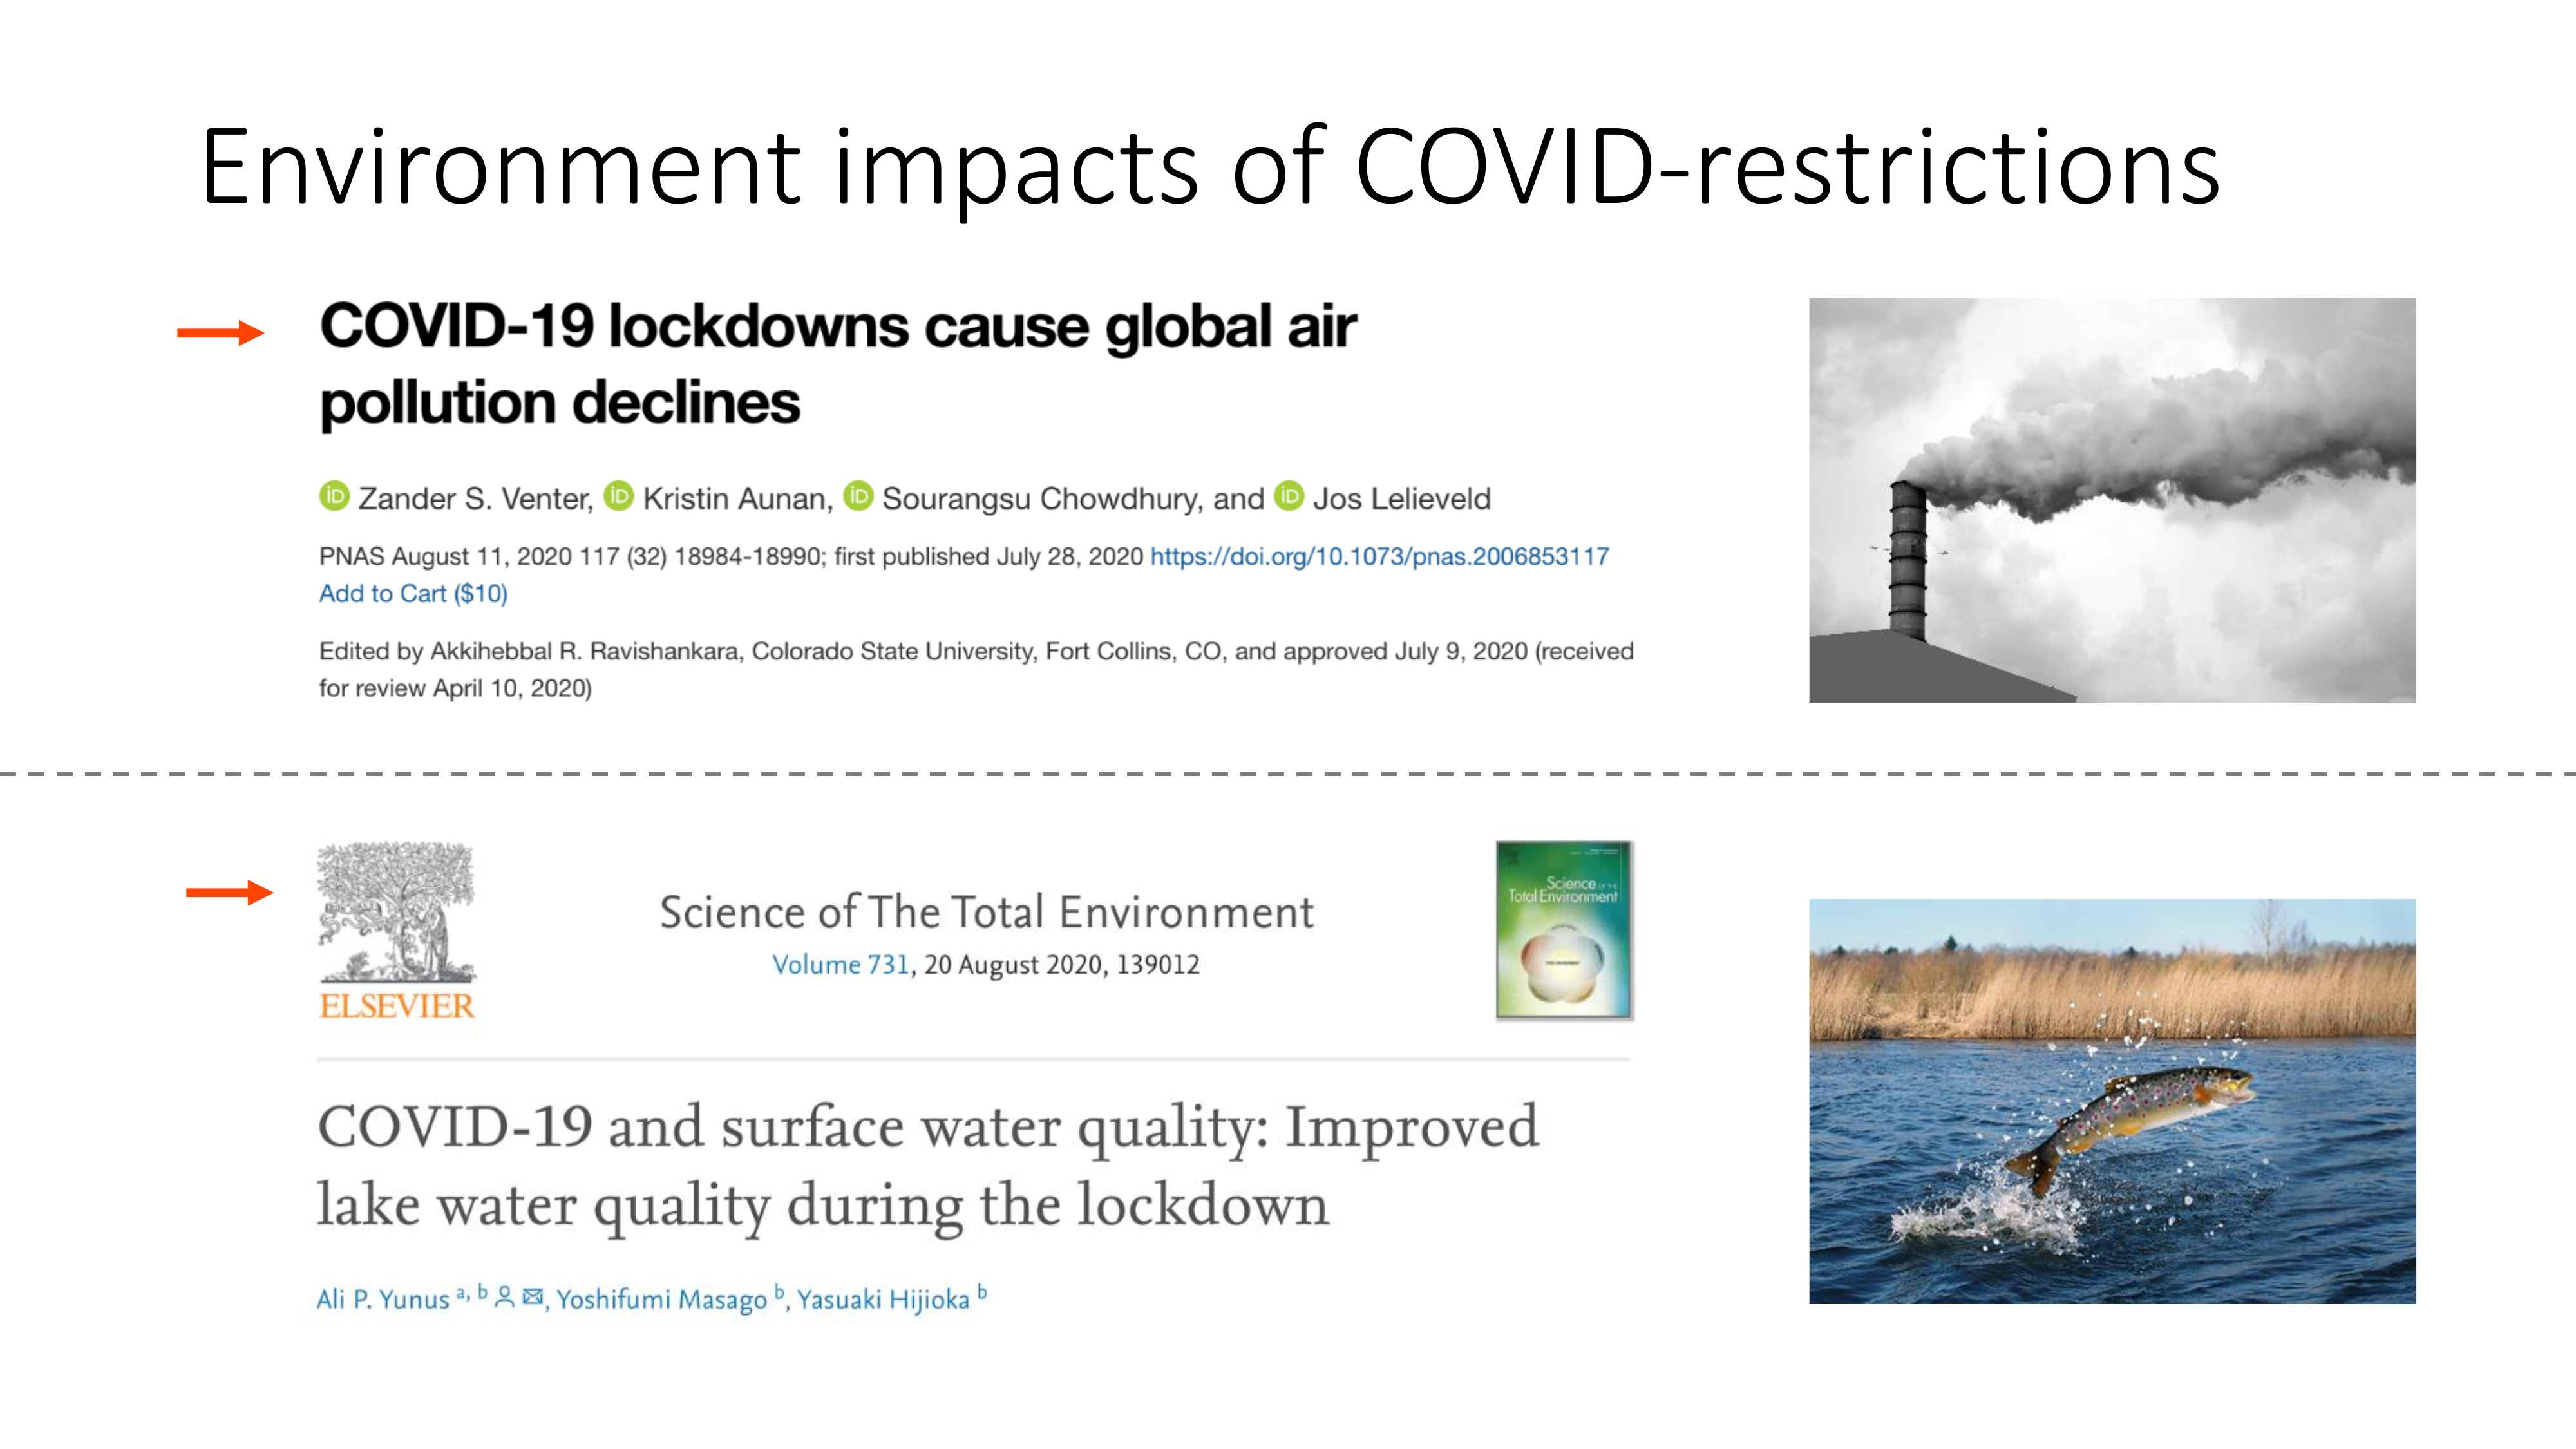 Environment impacts of COVID-restrictions
COVID-19 lockdowns cause global air
pollution declines
iD Zander S. Venter, iD Kristin Aunan, iD Sourangsu Chowdhury, and iD Jos Lelieveld
PNAS August 11, 2020 117 (32) 18984-18990; first published July 28, 2020 https://doi.org/10.1073/pnas.2006853117
Add to Cart ($10)
Edited by Akkihebbal R. Ravishankara, Colorado State University, Fort Collins, CO, and approved July 9, 2020 (received
for review April 10, 2020)
ELSEVIER
Science of The Total Environment
Volume 731, 20 August 2020, 139012
Science OF THE
Total Environment
COVID-19 and surface water quality: Improved
lake water quality during the lockdown
Ali P. Yunus a, b, Yoshifumi Masago b, Yasuaki Hijioka b